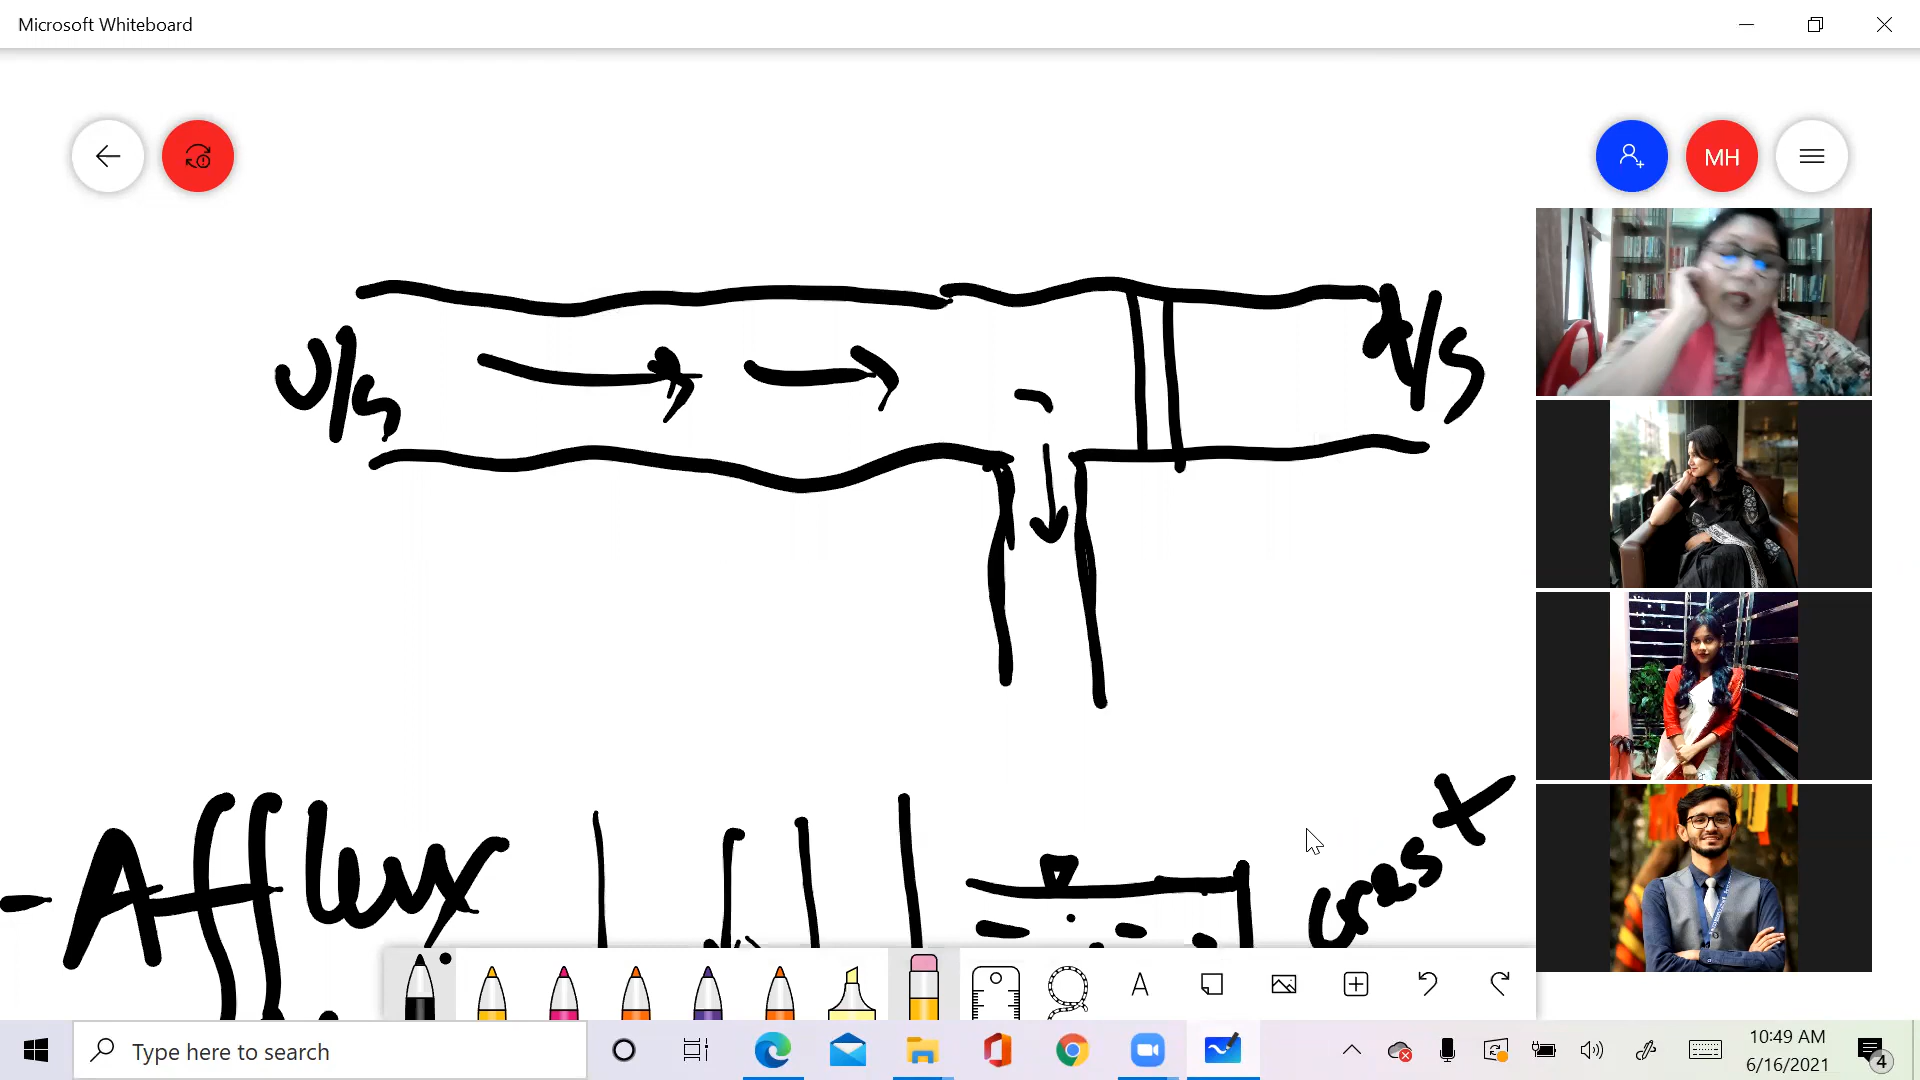 Microsoft Whiteboard
MH
U/s
d/s
Afflux
crest
A
Type here to search
10:49 AM
6/16/2021
4